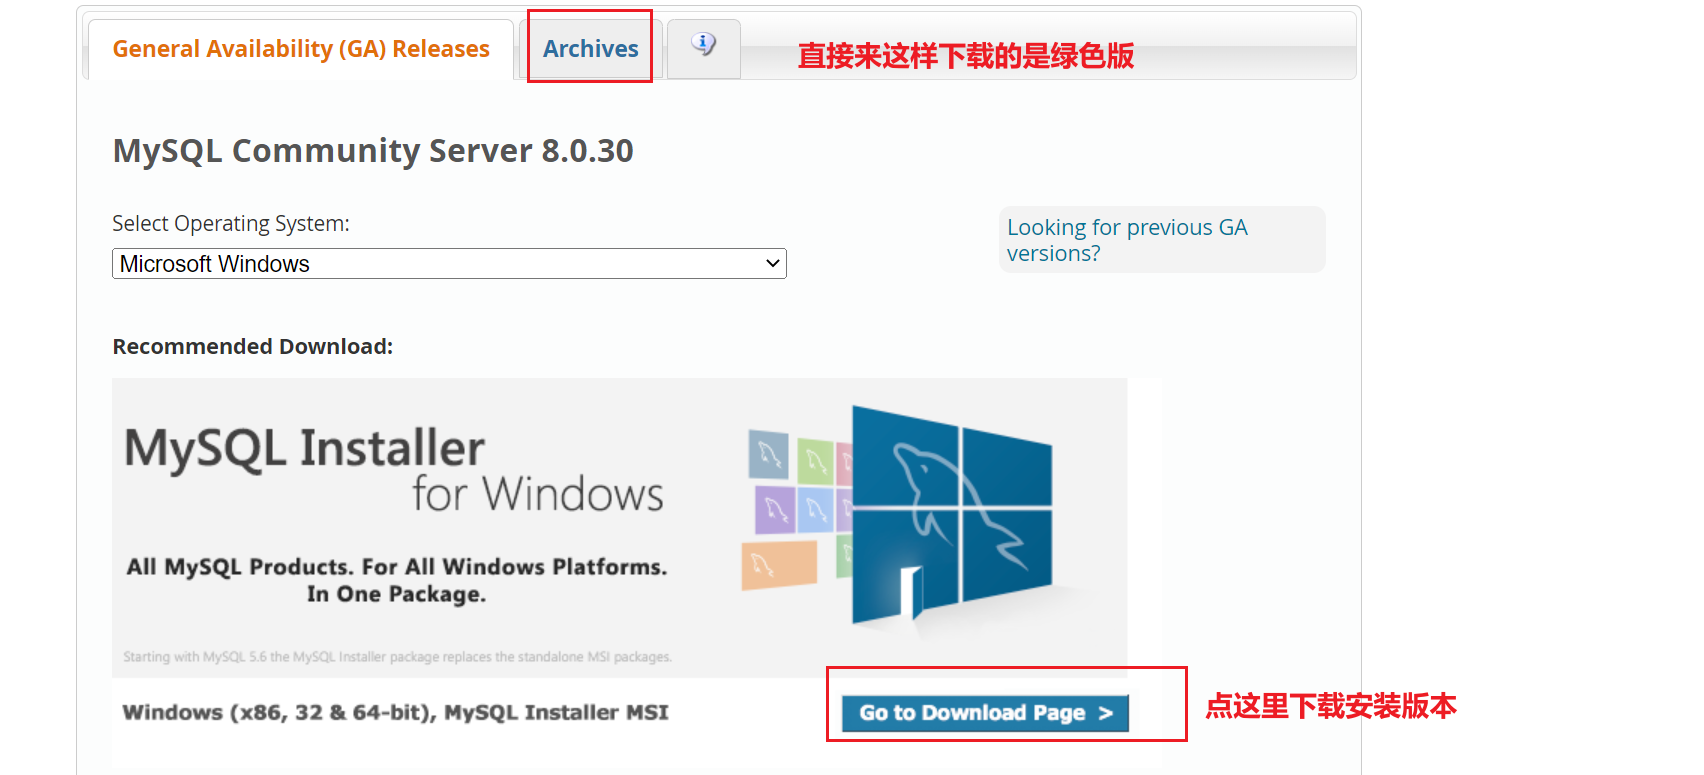 General Availability (GA) Releases
Archives
直接来这样下载的是绿色版
MySQL Community Server 8.0.30
Select Operating System:
Microsoft Windows
Looking for previous GA
versions?
Recommended Download:
MySQL Installer
for Windows
All MySQL Products. For All Windows Platforms.
In One Package.
Starting with MySQL 5.6 the MySQL Installer package replaces the standalone MSI packages.
Windows (x86, 32 & 64-bit), MySQL Installer MSI
Go to Download Page >
点这里下载安装版本